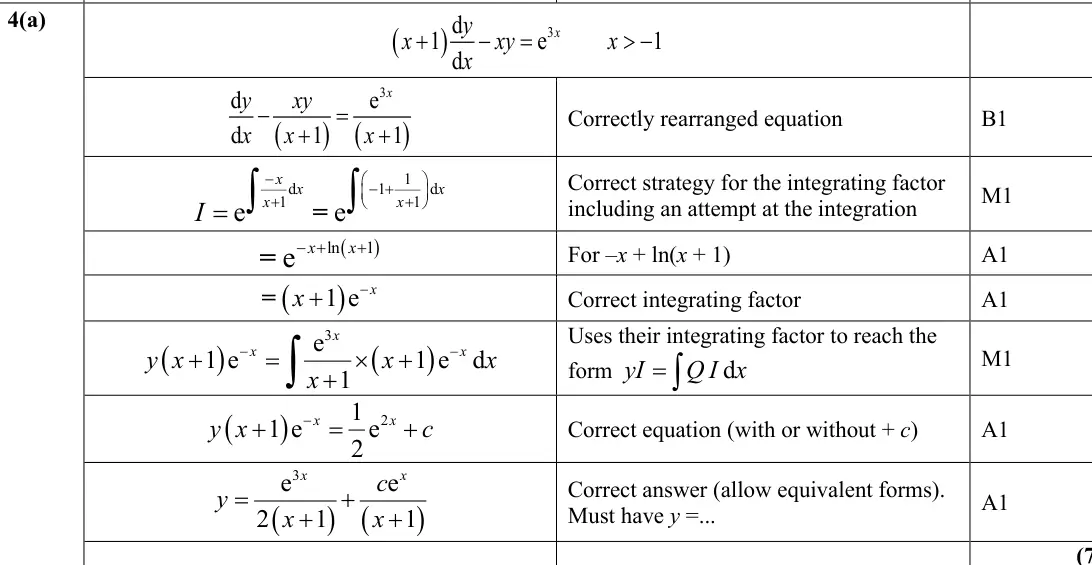 4(a)
(x+1) dy/dx − xy = e^{3x}    x > −1
dy/dx − xy/(x+1) = e^{3x}/(x+1)
Correctly rearranged equation
B1
I = e^{∫ −x/(x+1) dx} = e^{∫ (−1 + 1/(x+1)) dx}
Correct strategy for the integrating factor
including an attempt at the integration
M1
= e^{−x+ln(x+1)}
For –x + ln(x + 1)
A1
= (x+1)e^{−x}
Correct integrating factor
A1
y(x+1)e^{−x} = ∫ e^{3x}/(x+1) × (x+1)e^{−x} dx
Uses their integrating factor to reach the
form yI = ∫QI dx
M1
y(x+1)e^{−x} = 1/2 e^{2x} + c
Correct equation (with or without + c)
A1
y = e^{3x}/2(x+1) + ce^{x}/(x+1)
Correct answer (allow equivalent forms).
Must have y =...
A1
(7